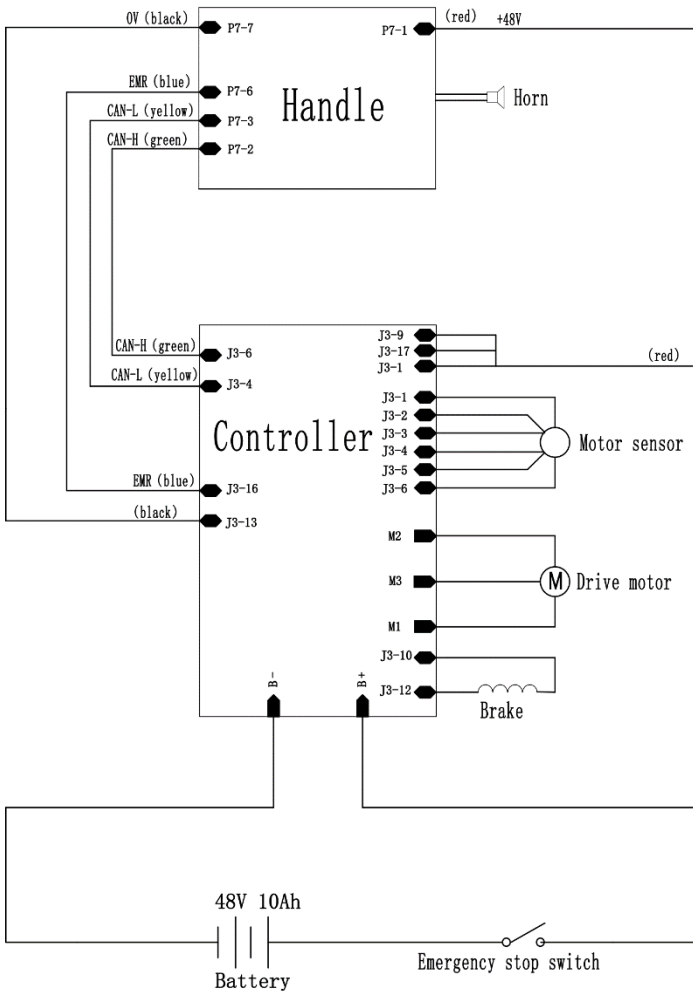 0V (black)
P7-7
P7-1
(red)
+48V
EMR (blue)
P7-6
CAN-L (yellow)
P7-3
CAN-H (green)
P7-2
Handle
Horn
J3-9
CAN-H (green)
J3-6
J3-17
J3-1
(red)
CAN-L (yellow)
J3-4
J3-1
J3-2
Controller
J3-3
Motor sensor
J3-4
J3-5
EMR (blue)
J3-16
J3-6
(black)
J3-13
M2
M3
M
Drive motor
M1
J3-10
B-
B+
J3-12
Brake
48V 10Ah
Battery
Emergency stop switch